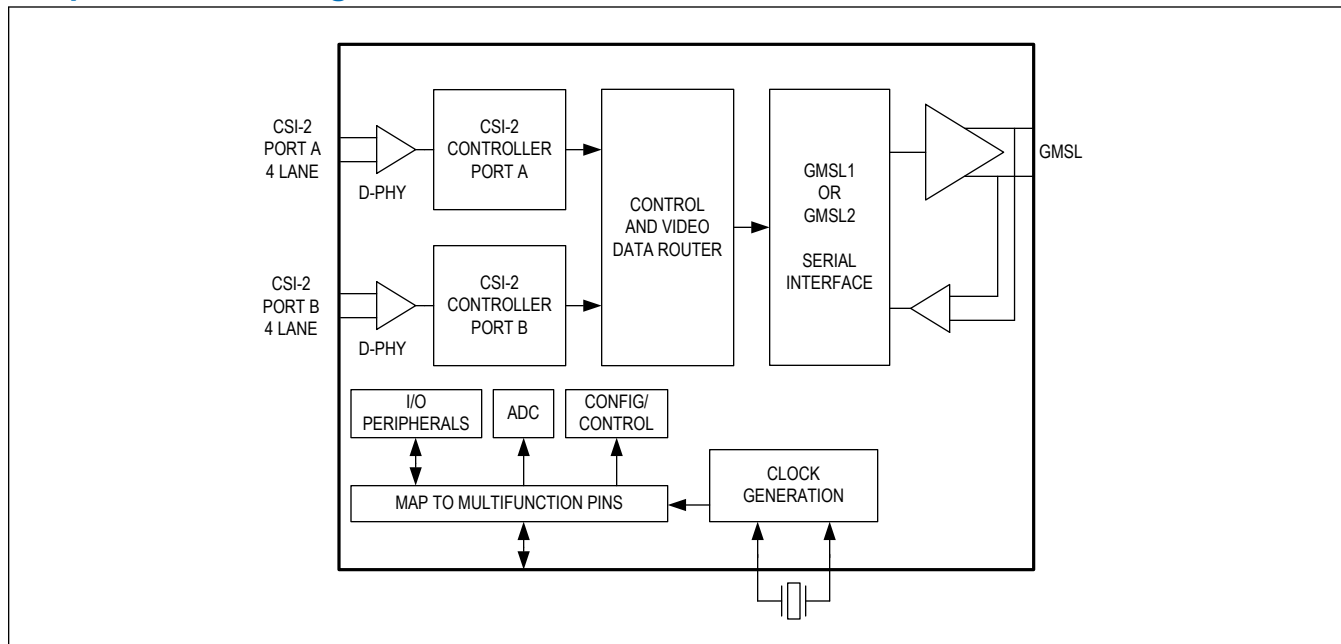 CSI-2
PORT A
4 LANE
D-PHY
CSI-2
CONTROLLER
PORT A
CSI-2
PORT B
4 LANE
D-PHY
CSI-2
CONTROLLER
PORT B
CONTROL
AND VIDEO
DATA ROUTER
GMSL1
OR
GMSL2
SERIAL
INTERFACE
GMSL
I/O
PERIPHERALS
ADC
CONFIG/
CONTROL
MAP TO MULTIFUNCTION PINS
CLOCK
GENERATION